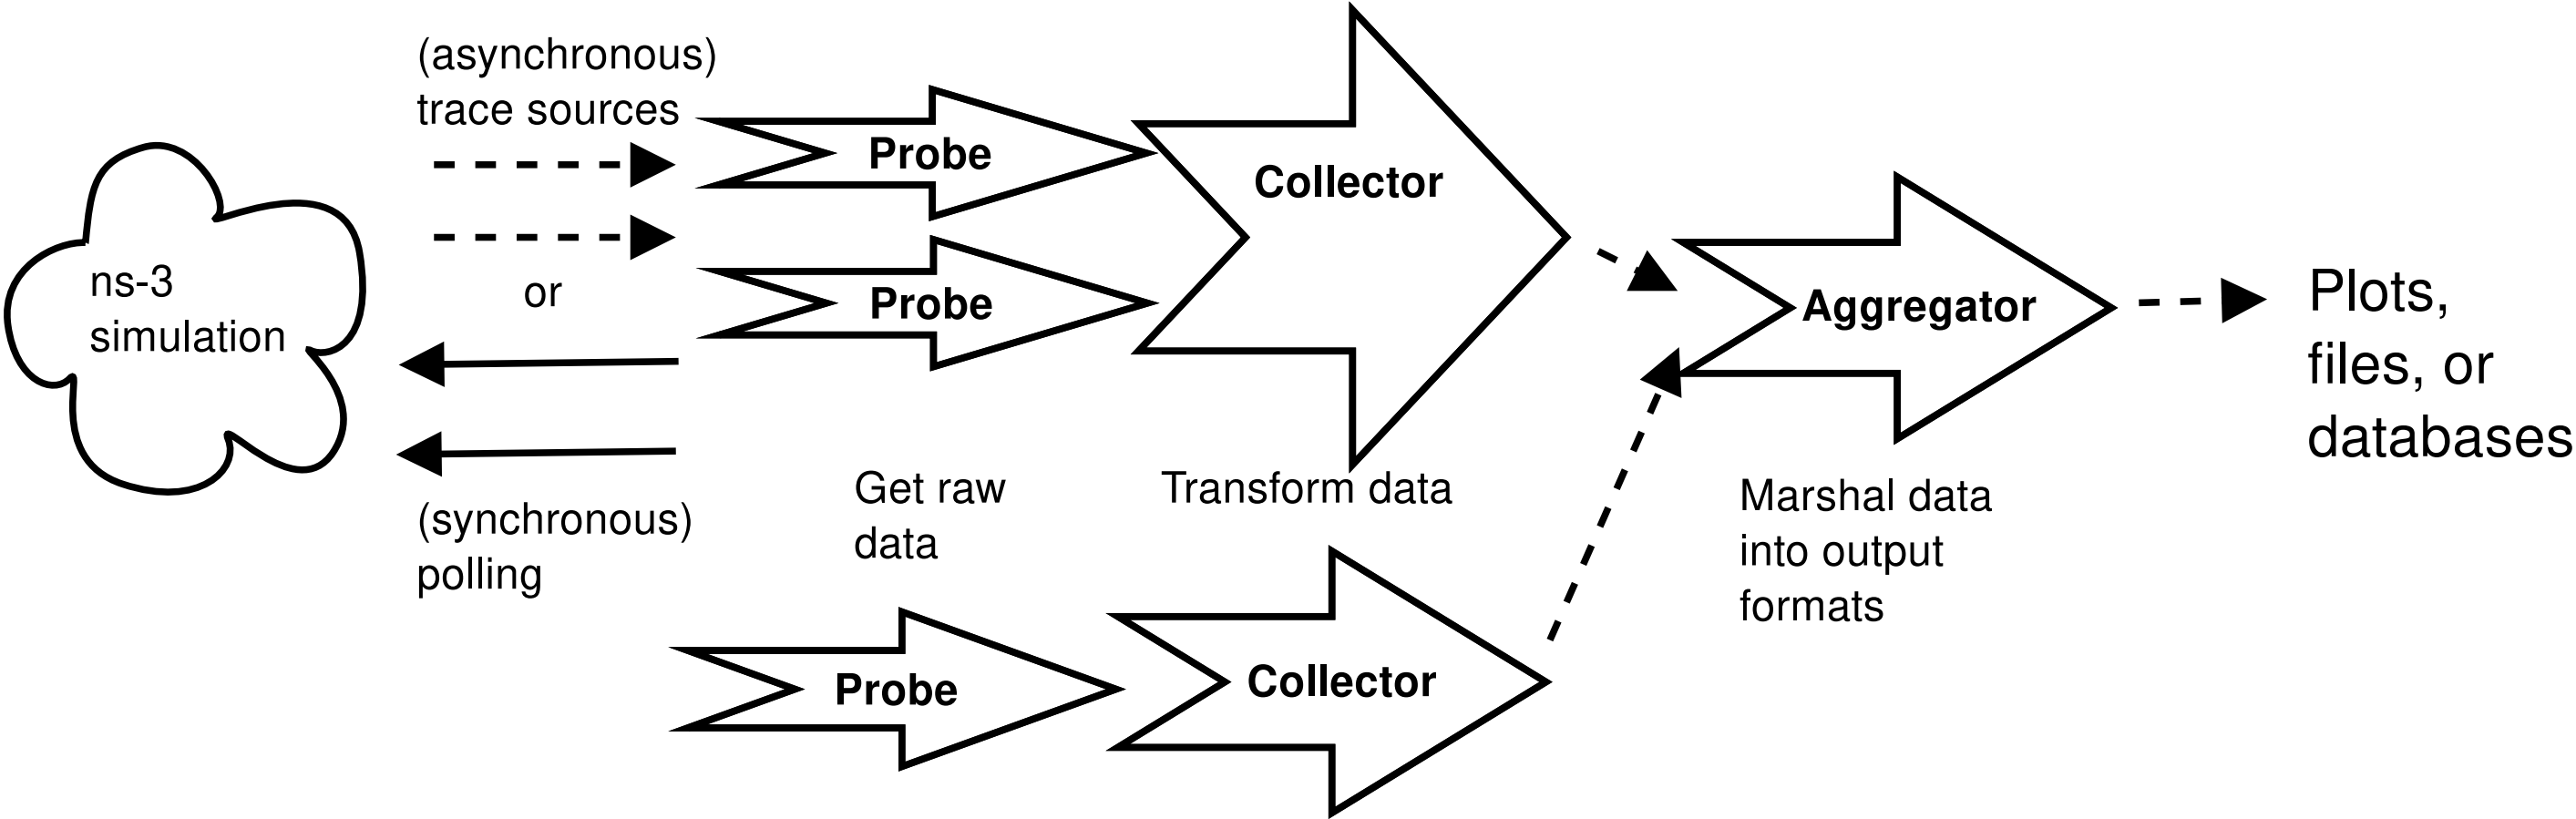 (asynchronous)
trace sources
or
ns-3
simulation
(synchronous)
polling
Probe
Probe
Collector
Get raw
data
Transform data
Probe
Collector
Aggregator
Marshal data
into output
formats
Plots,
files, or
databases